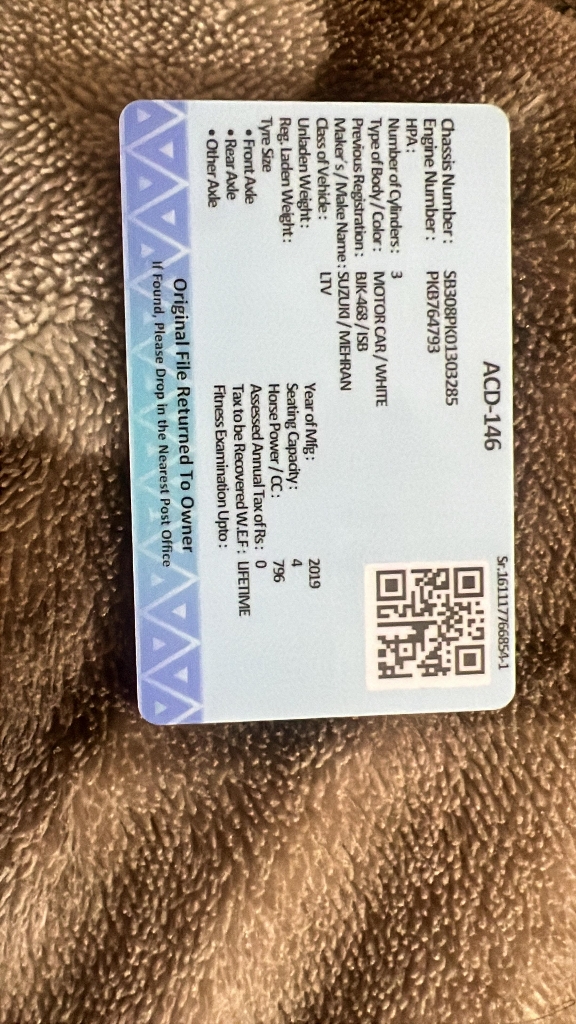 Sr.161117766854-1
ACD-146
Chassis Number : SB308PK01303285
Engine Number : PKB764793
HPA :
Number of Cylinders : 3
Type of Body / Color : MOTOR CAR / WHITE
Previous Registration : BJK-468 / ISB
Maker's / Make Name : SUZUKI / MEHRAN
Class of Vehicle : LTV
Unladen Weight :
Reg. Laden Weight :
Tyre Size
• Front Axle
• Rear Axle
• Other Axle
Year of Mfg : 2019
Seating Capacity : 4
Horse Power / CC : 796
Assessed Annual Tax of Rs : 0
Tax to be Recovered W.E.F : LIFETIME
Fitness Examination Upto :
Original File Returned To Owner
If Found, Please Drop in the Nearest Post Office